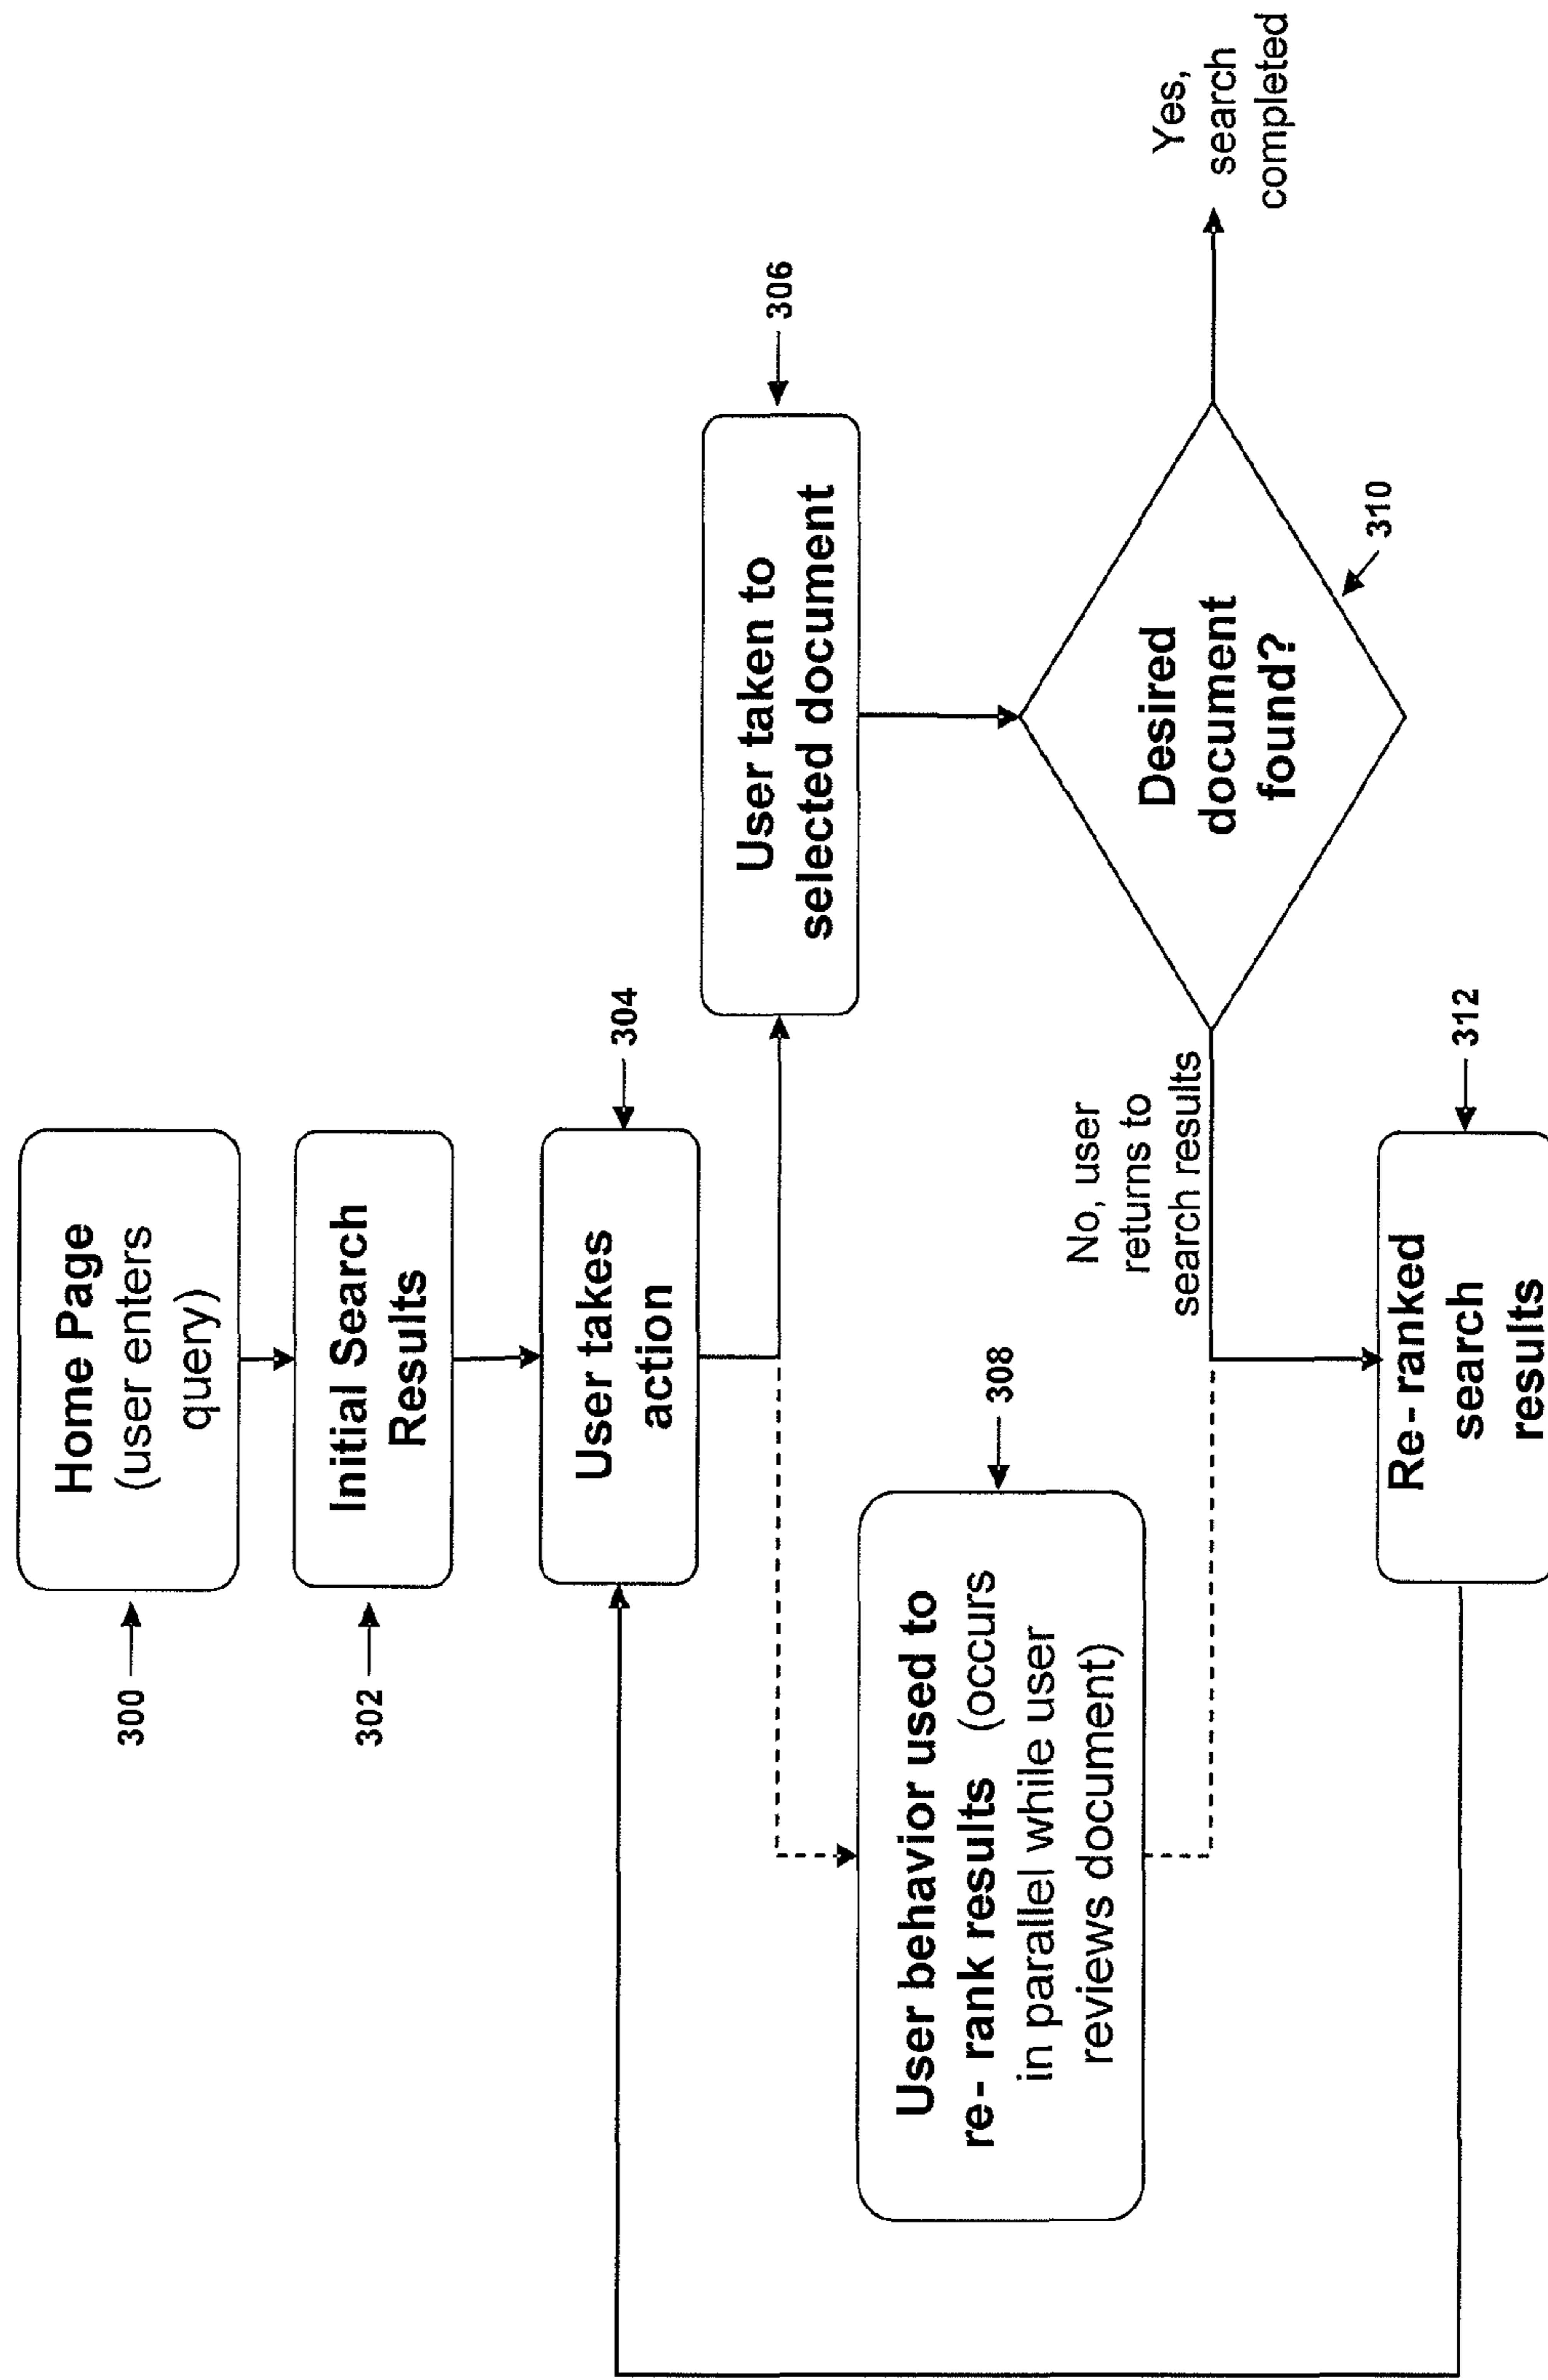 300
Home Page
(user enters
query)
302
Initial Search
Results
User takes
action
304
User taken to
selected document
306
User behavior used to
re- rank results (occurs
in parallel while user
reviews document)
308
Desired
document
found?
310
Yes,
search
completed
No, user
returns to
search results
Re- ranked
search
results
312